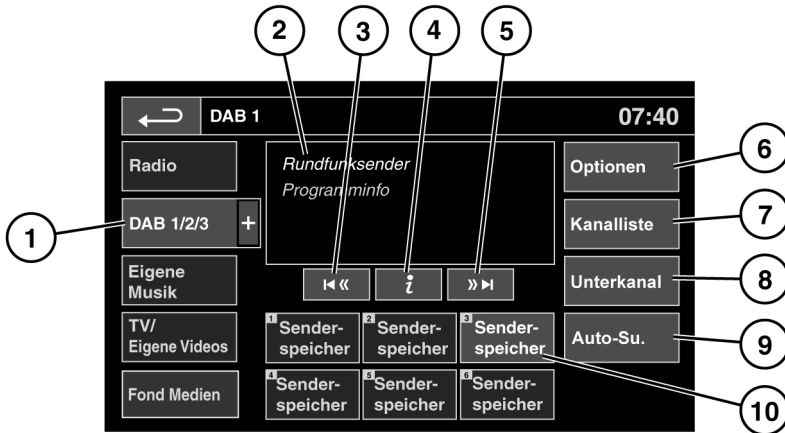 2
3
4
5
DAB 1
07:40
Radio
Rundfunksender
Programminfo
Optionen
6
1
DAB 1/2/3 +
Kanalliste
7
Eigene
Musik
i
Unterkanal
8
TV/
Eigene Videos
1 Sender-
speicher
2 Sender-
speicher
3 Sender-
speicher
Auto-Su.
9
Fond Medien
4 Sender-
speicher
5 Sender-
speicher
6 Sender-
speicher
10